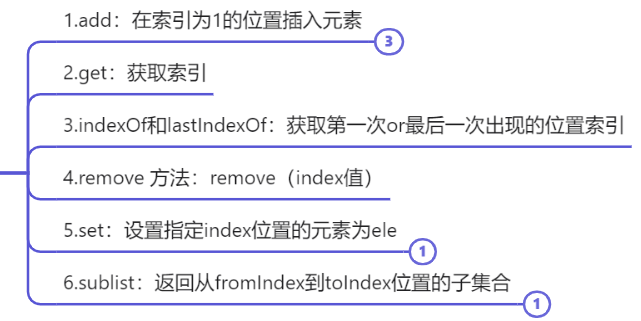 1.add：在索引为1的位置插入元素
3
2.get：获取索引
3.indexOf和lastIndexOf：获取第一次or最后一次出现的位置索引
4.remove 方法：remove（index值）
5.set：设置指定index位置的元素为ele
1
6.sublist：返回从fromIndex到toIndex位置的子集合
1